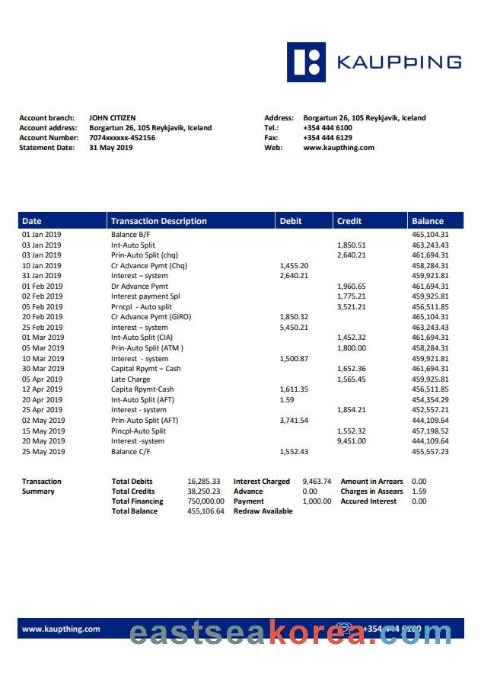 KAUPÞING
Account branch: JOHN CITIZEN Address: Borgartun 26, 105 Reykjavik, Iceland
Account address: Borgartun 26, 105 Reykjavik, Iceland Tel.: +354 444 6100
Account Number: 7074xxxxxx-452156 Fax: +354 444 6129
Statement Date: 31 May 2019 Web: www.kaupthing.com
Date Transaction Description Debit Credit Balance
01 Jan 2019 Balance B/F 465,104.31
03 Jan 2019 Int-Auto Split 1,850.51 463,243.43
03 Jan 2019 Prin-Auto Split (chq) 2,640.21 461,694.31
10 Jan 2019 Cr Advance Pymt (Chq) 1,455.20 458,284.31
31 Jan 2019 Interest – system 2,640.21 459,921.81
01 Feb 2019 Dr Advance Pymt 1,960.65 461,694.31
02 Feb 2019 Interest payment Spl 1,775.21 459,925.81
05 Feb 2019 Prncpl - Auto split 3,521.21 456,511.85
20 Feb 2019 Cr Advance Pymt (GIRO) 1,850.32 465,104.31
25 Feb 2019 Interest – system 5,450.21 463,243.43
01 Mar 2019 Int-Auto Split (CIA) 1,452.32 461,694.31
05 Mar 2019 Prin-Auto Split (ATM ) 1,800.00 458,284.31
10 Mar 2019 Interest - system 1,500.87 459,921.81
30 Mar 2019 Capital Rpymt – Cash 1,652.36 461,694.31
05 Apr 2019 Late Charge 1,565.45 459,925.81
12 Apr 2019 Capita Rpymt-Cash 1,611.35 456,511.85
20 Apr 2019 Int-Auto Split (AFT) 1.59 454,354.29
25 Apr 2019 Interest - system 1,854.21 452,557.21
02 May 2019 Prin-Auto Split (AFT) 3,741.54 444,109.64
15 May 2019 Pincpl-Auto Split 1,552.32 457,198.52
20 May 2019 Interest -system 9,451.00 444,109.64
25 May 2019 Balance C/F 1,552.43 455,557.23
Transaction Total Debits 16,285.33 Interest Charged 9,463.74 Amount in Arrears 0.00
Summary Total Credits 38,250.23 Advance 0.00 Charges in Assears 1.59
Total Financing 750,000.00 Payment 1,000.00 Accured Interest 0.00
Total Balance 455,106.64 Redraw Available
www.kaupthing.com +354 444 6100
eastseakorea.com